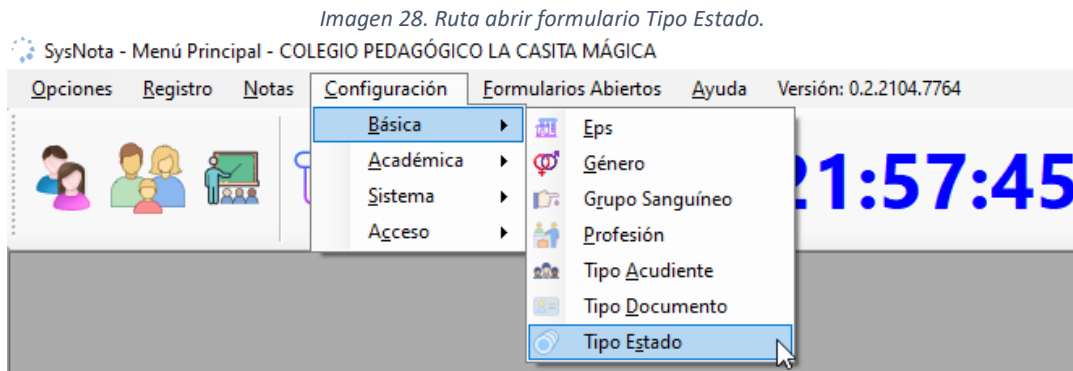 Imagen 28. Ruta abrir formulario Tipo Estado.
SysNota - Menú Principal - COLEGIO PEDAGÓGICO LA CASITA MÁGICA
Opciones Registro Notas Configuración Formularios Abiertos Ayuda Versión: 0.2.2104.7764
Básica
Académica
Sistema
Acceso
Eps
Género
Grupo Sanguíneo
Profesión
Tipo Acudiente
Tipo Documento
Tipo Estado
21:57:45